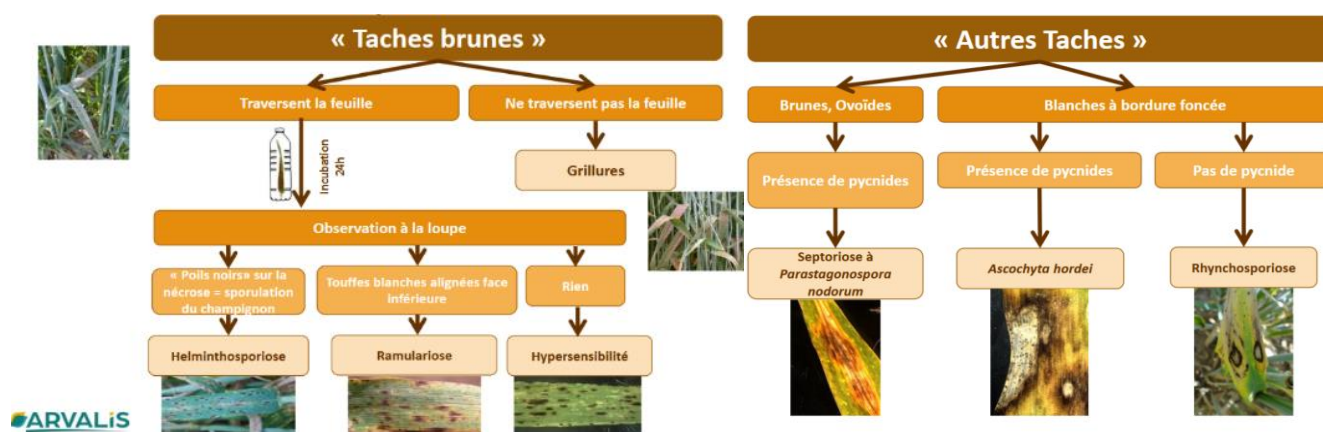 « Taches brunes »
Traversent la feuille
Ne traversent pas la feuille
Incubation
24h
Grillures
Observation à la loupe
« Poils noirs» sur la
nécrose = sporulation
du champignon
Touffes blanches alignées face
inférieure
Rien
Helminthosporiose
Ramulariose
Hypersensibilité
« Autres Taches »
Brunes, Ovoïdes
Blanches à bordure foncée
Présence de pycnides
Présence de pycnides
Pas de pycnide
Septoriose à
Parastagonospora
nodorum
Ascochyta hordei
Rhynchosporiose
ARVALIS